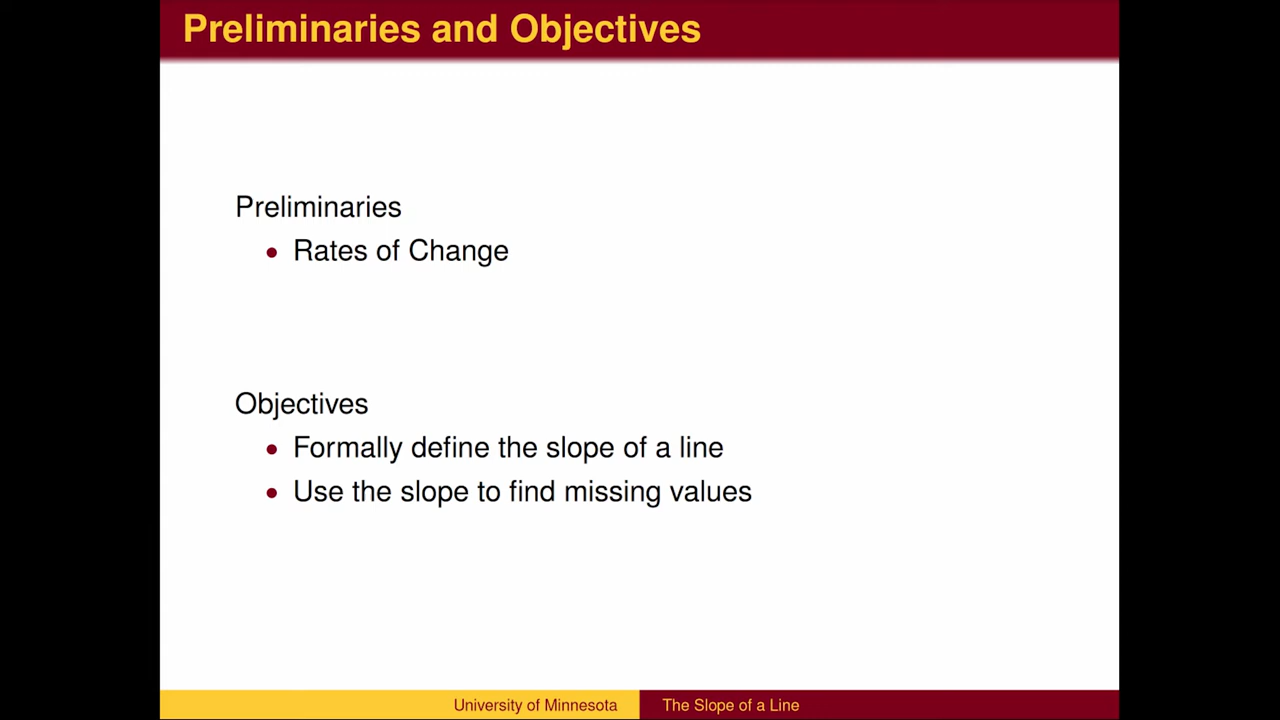 Preliminaries and Objectives
Preliminaries
• Rates of Change
Objectives
• Formally define the slope of a line
• Use the slope to find missing values
University of Minnesota
The Slope of a Line